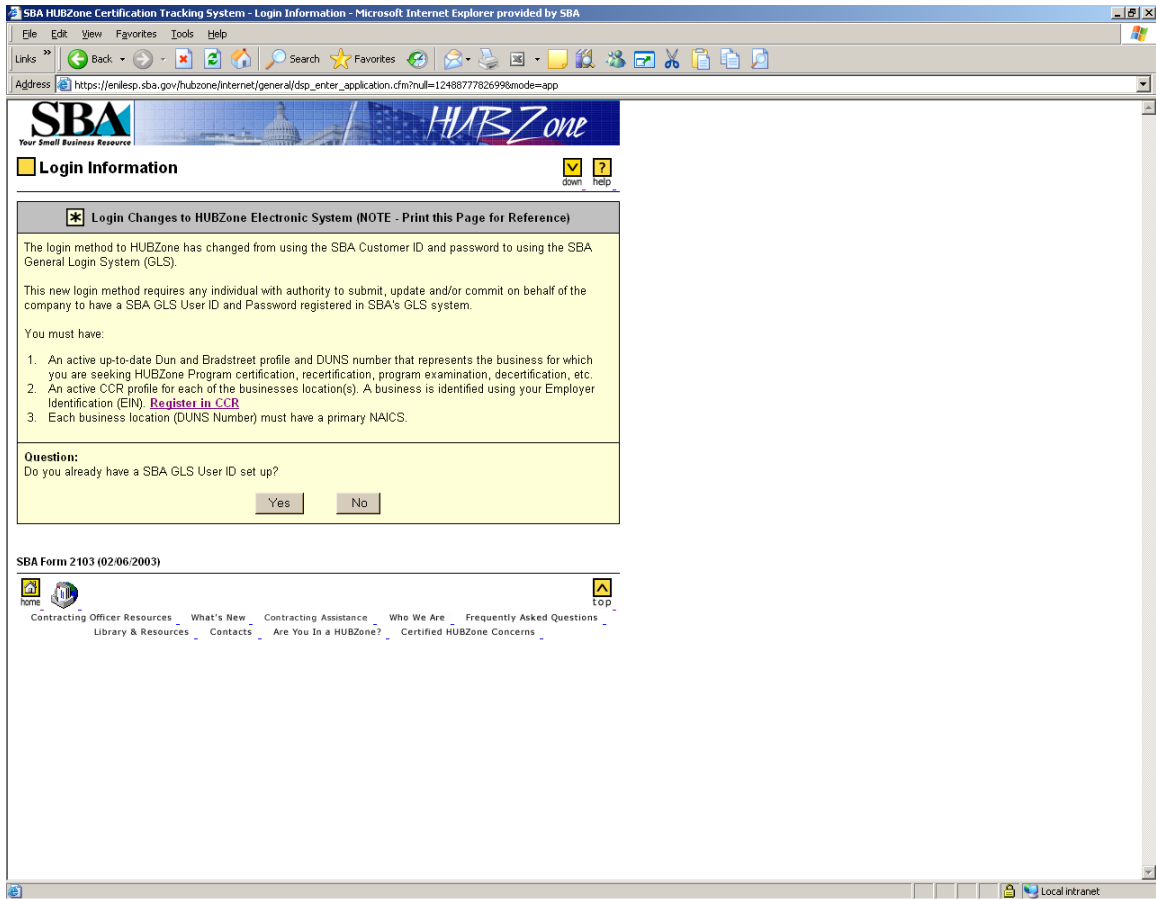 SBA HUBZone Certification Tracking System - Login Information - Microsoft Internet Explorer provided by SBA
File Edit View Favorites Tools Help
Links » Back Search Favorites
Address https://enilesp.sba.gov/hubzone/internet/general/dsp_enter_application.cfm?null=1248877782699&mode=app
SBA HUBZone
Your Small Business Resource
Login Information
down help
Login Changes to HUBZone Electronic System (NOTE - Print this Page for Reference)
The login method to HUBZone has changed from using the SBA Customer ID and password to using the SBA
General Login System (GLS).
This new login method requires any individual with authority to submit, update and/or commit on behalf of the
company to have a SBA GLS User ID and Password registered in SBA's GLS system.
You must have:
1. An active up-to-date Dun and Bradstreet profile and DUNS number that represents the business for which
you are seeking HUBZone Program certification, recertification, program examination, decertification, etc.
2. An active CCR profile for each of the businesses location(s). A business is identified using your Employer
Identification (EIN). Register in CCR
3. Each business location (DUNS Number) must have a primary NAICS.
Question:
Do you already have a SBA GLS User ID set up?
Yes No
SBA Form 2103 (02/06/2003)
home top
Contracting Officer Resources What's New Contracting Assistance Who We Are Frequently Asked Questions
Library & Resources Contacts Are You In a HUBZone? Certified HUBZone Concerns
Local intranet